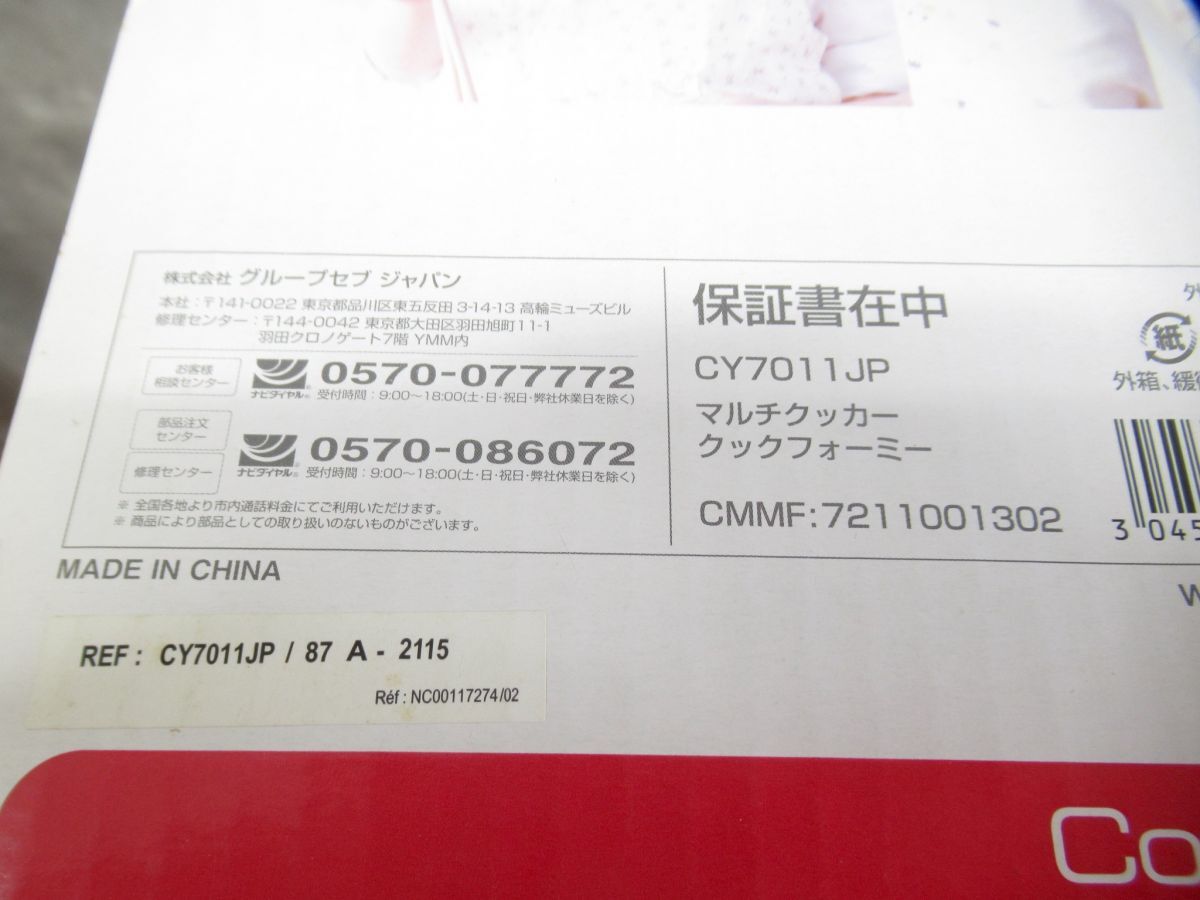 株式会社 グループセブ ジャパン
本社：〒141-0022 東京都品川区東五反田 3-14-13 高輪ミューズビル
修理センター：〒144-0042 東京都大田区羽田旭町11-1
羽田クロノゲート7階 YMM内
お客様
相談センター
ナビダイヤル®
0570-077772
受付時間：9:00～18:00(土・日・祝日・弊社休業日を除く)
部品注文
センター
修理センター
ナビダイヤル®
0570-086072
受付時間：9:00～18:00(土・日・祝日・弊社休業日を除く)
※ 全国各地より市内通話料金にてご利用いただけます。
※ 商品により部品としての取り扱いのないものがございます。
保証書在中
CY7011JP
マルチクッカー
クックフォーミー
CMMF:7211001302
外
紙
外箱、緩衝
3 045
MADE IN CHINA
W
REF : CY7011JP / 87 A - 2115
Réf : NC00117274/02
Co